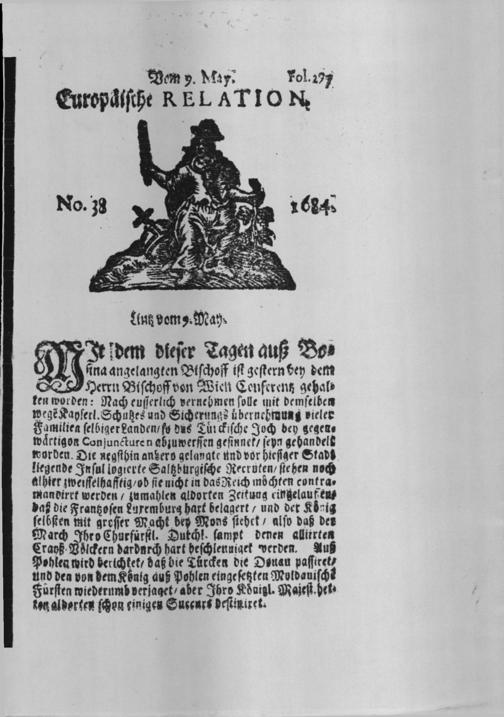 Vom 9. May. Fol. 297
Europäische RELATION.
No. 38
1684.
Lintz vom 9. May.
MIt dem dieser Tagen auß Bo-
sina angelangten Bischoff ist gestern bey dem
Herrn Bischoff von Wien Conferentz gehal-
ten worden: Nach eusserlich vernehmen solle mit demselben
wegē Kayserl. Schutzes und Sicherungs übernehmung vieler
Familien selbiger Landen/ so das Türckische Joch bey gegen-
wärtigen Conjuncturen abzuwerffen gesinnet/ seyn gehandelt
worden. Die negsthin anhero gelangte und vor hiesiger Stadt
liegende Insul logierte Saltzburgische Recruten/ stehen noch
alhier zweiffelhafftig/ ob sie nicht in das Reich möchten contra-
mandirt werden/ zumahlen aldorten Zeitung eingelauffen/
daß die Frantzosen Luxemburg hart belagert/ und der König
selbsten mit grosser Macht bey Mons stehet/ also daß der
March Ihro Churfürstl. Durchl. sampt denen alliirten
Crayß-Völckern dardurch hart beschleuniget werden. Auß
Pohlen wird berichtet/ daß die Türcken die Donau passiret/
und den von dem König auß Pohlen eingesetzten Moldauischē
Fürsten wiederumb verjaget/ aber Ihro Königl. Majest. het-
ten aldorten schon einigen Succurs destiniret.